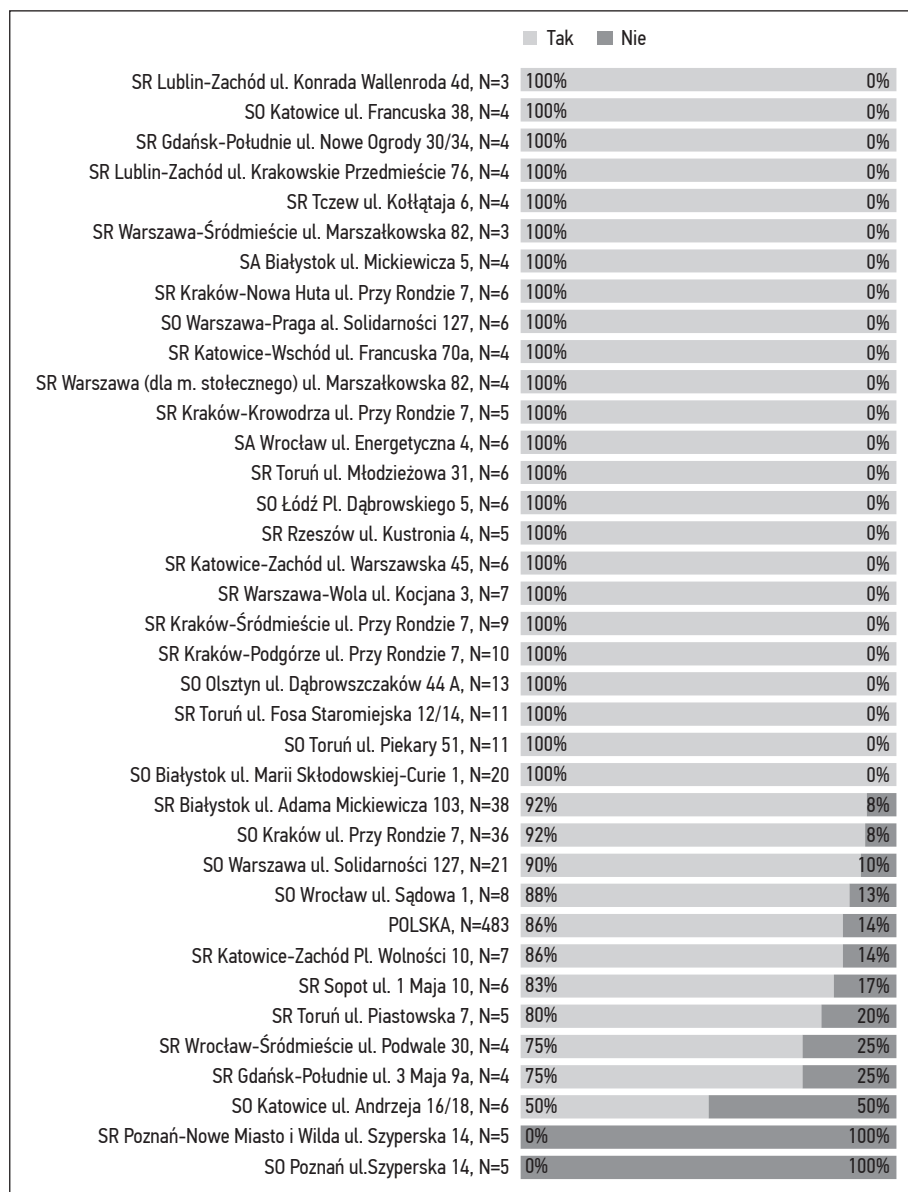 Tak Nie
SR Lublin-Zachód ul. Konrada Wallenroda 4d, N=3 100% 0%
SO Katowice ul. Francuska 38, N=4 100% 0%
SR Gdańsk-Południe ul. Nowe Ogrody 30/34, N=4 100% 0%
SR Lublin-Zachód ul. Krakowskie Przedmieście 76, N=4 100% 0%
SR Tczew ul. Kołłątaja 6, N=4 100% 0%
SR Warszawa-Śródmieście ul. Marszałkowska 82, N=3 100% 0%
SA Białystok ul. Mickiewicza 5, N=4 100% 0%
SR Kraków-Nowa Huta ul. Przy Rondzie 7, N=6 100% 0%
SO Warszawa-Praga al. Solidarności 127, N=6 100% 0%
SR Katowice-Wschód ul. Francuska 70a, N=4 100% 0%
SR Warszawa (dla m. stołecznego) ul. Marszałkowska 82, N=4 100% 0%
SR Kraków-Krowodrza ul. Przy Rondzie 7, N=5 100% 0%
SA Wrocław ul. Energetyczna 4, N=6 100% 0%
SR Toruń ul. Młodzieżowa 31, N=6 100% 0%
SO Łódź Pl. Dąbrowskiego 5, N=6 100% 0%
SR Rzeszów ul. Kustronia 4, N=5 100% 0%
SR Katowice-Zachód ul. Warszawska 45, N=6 100% 0%
SR Warszawa-Wola ul. Kocjana 3, N=7 100% 0%
SR Kraków-Śródmieście ul. Przy Rondzie 7, N=9 100% 0%
SR Kraków-Podgórze ul. Przy Rondzie 7, N=10 100% 0%
SO Olsztyn ul. Dąbrowszczaków 44 A, N=13 100% 0%
SR Toruń ul. Fosa Staromiejska 12/14, N=11 100% 0%
SO Toruń ul. Piekary 51, N=11 100% 0%
SO Białystok ul. Marii Skłodowskiej-Curie 1, N=20 100% 0%
SR Białystok ul. Adama Mickiewicza 103, N=38 92% 8%
SO Kraków ul. Przy Rondzie 7, N=36 92% 8%
SO Warszawa ul. Solidarności 127, N=21 90% 10%
SO Wrocław ul. Sądowa 1, N=8 88% 13%
POLSKA, N=483 86% 14%
SR Katowice-Zachód Pl. Wolności 10, N=7 86% 14%
SR Sopot ul. 1 Maja 10, N=6 83% 17%
SR Toruń ul. Piastowska 7, N=5 80% 20%
SR Wrocław-Śródmieście ul. Podwale 30, N=4 75% 25%
SR Gdańsk-Południe ul. 3 Maja 9a, N=4 75% 25%
SO Katowice ul. Andrzeja 16/18, N=6 50% 50%
SR Poznań-Nowe Miasto i Wilda ul. Szyperska 14, N=5 0% 100%
SO Poznań ul.Szyperska 14, N=5 0% 100%